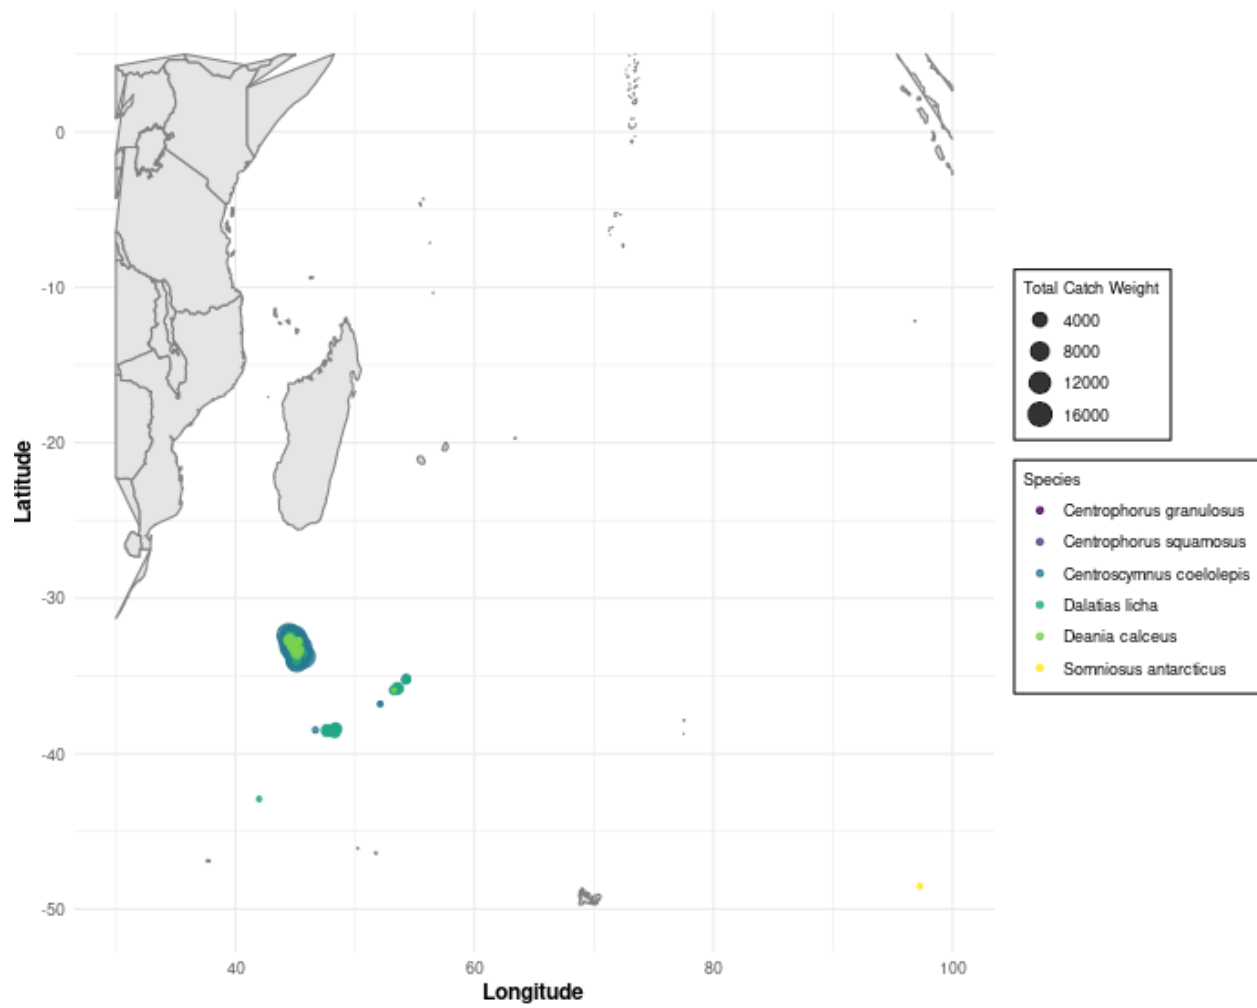 0
-10
-20
-30
-40
-50
Latitude
40
60
80
100
Longitude
Total Catch Weight
4000
8000
12000
16000
Species
Centrophorus granulosus
Centrophorus squamosus
Centroscymnus coelolepis
Dalatias licha
Deania calceus
Somniosus antarcticus